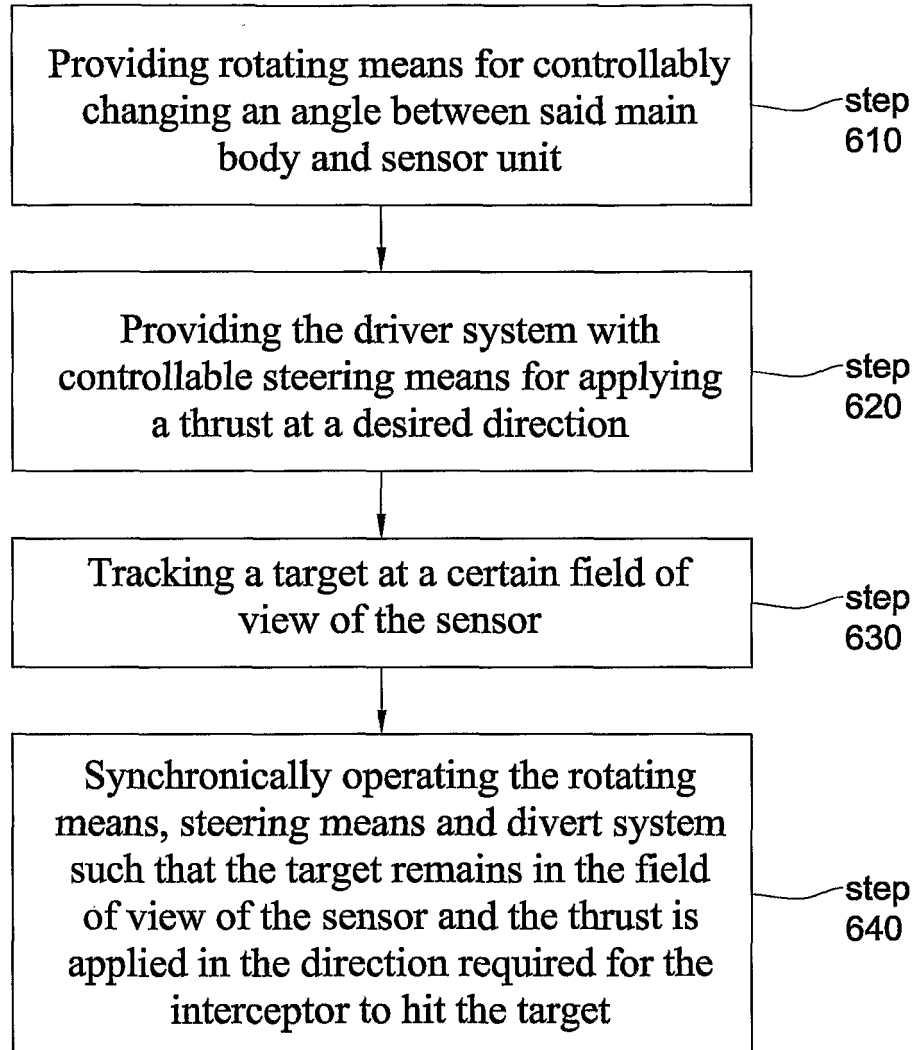 Providing rotating means for controllably
changing an angle between said main
body and sensor unit
step
610
Providing the driver system with
controllable steering means for applying
a thrust at a desired direction
step
620
Tracking a target at a certain field of
view of the sensor
step
630
Synchronically operating the rotating
means, steering means and divert system
such that the target remains in the field
of view of the sensor and the thrust is
applied in the direction required for the
interceptor to hit the target
step
640